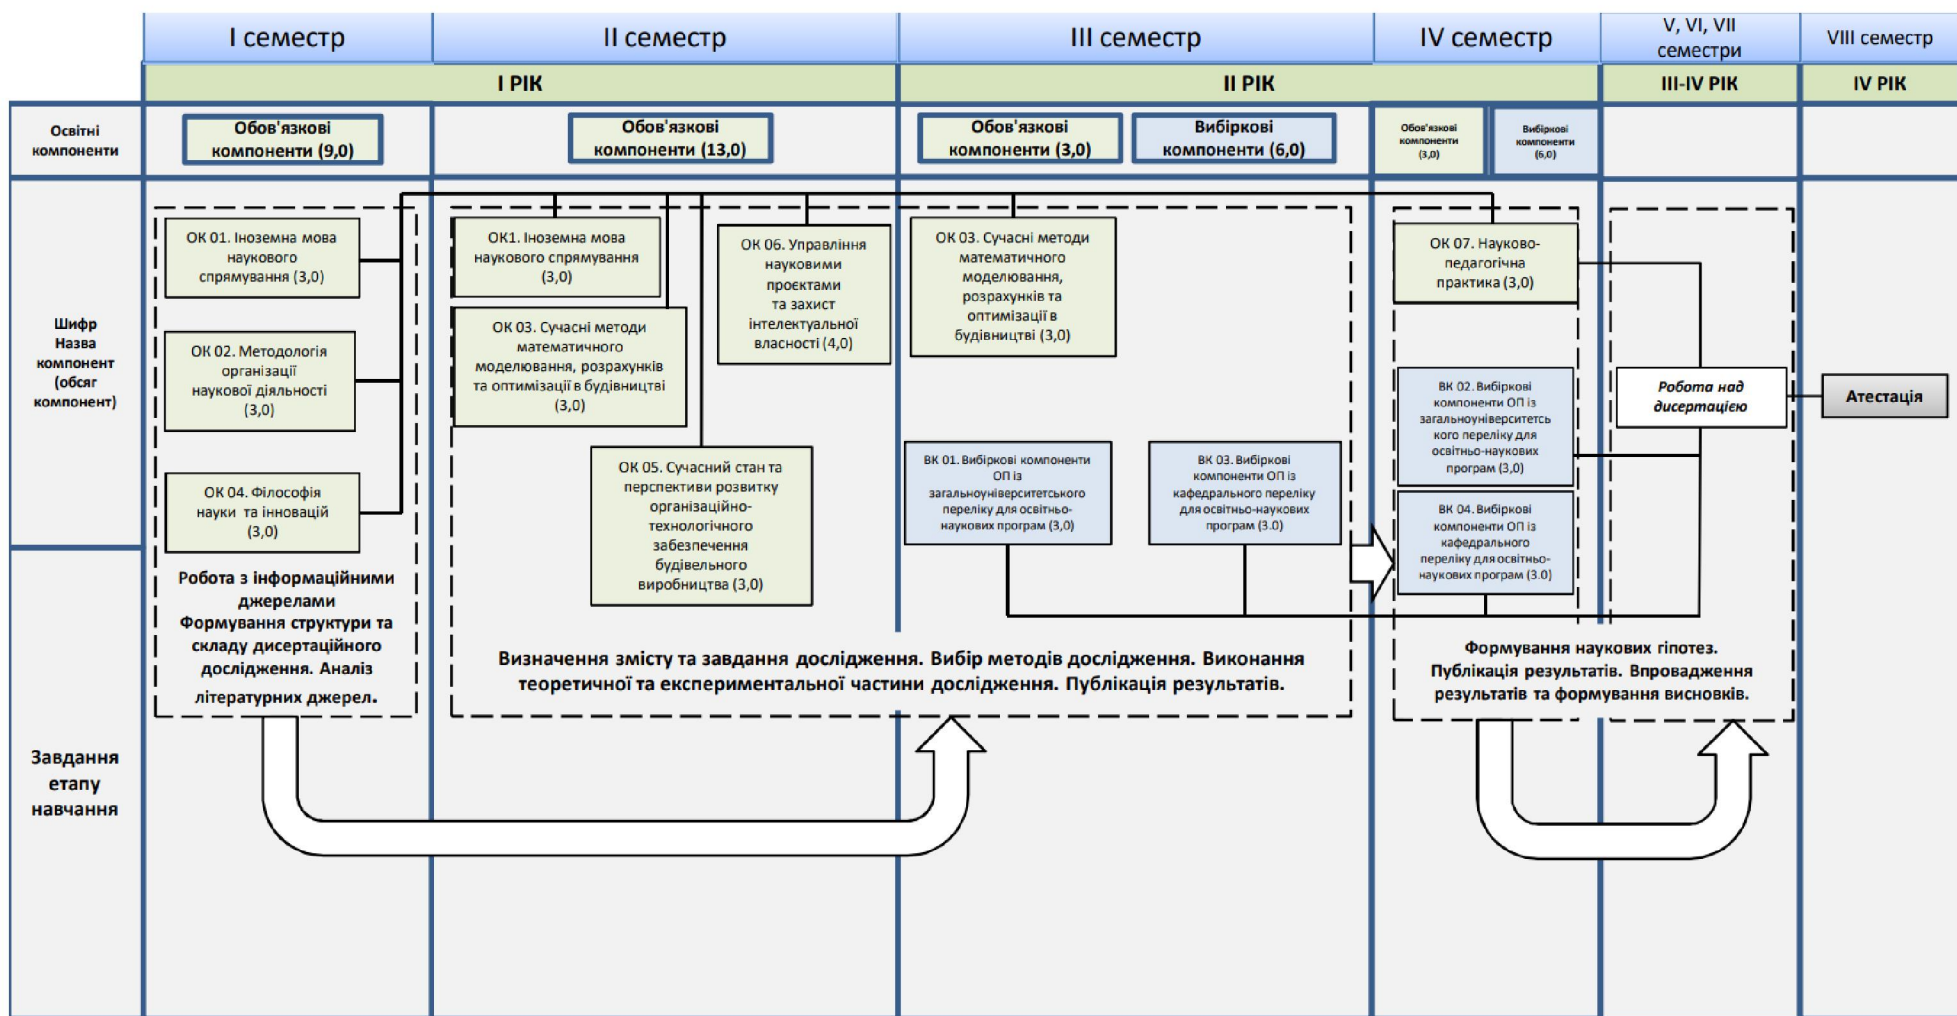 I семестр
II семестр
III семестр
IV семестр
V, VI, VII
семестри
VIII семестр
I РІК
II РІК
III-IV РІК
IV РІК
Освітні
компоненти
Обов'язкові
компоненти (9,0)
Обов'язкові
компоненти (13,0)
Обов'язкові
компоненти (3,0)
Вибіркові
компоненти (6,0)
Обов'язкові
компоненти
(3,0)
Вибіркові
компоненти
(6,0)
Шифр
Назва
компонент
(обсяг
компонент)
ОК 01. Іноземна мова
наукового
спрямування (3,0)
ОК 02. Методологія
організації
наукової діяльності
(3,0)
ОК 04. Філософія
науки та інновацій
(3,0)
Робота з інформаційними
джерелами
Формування структури та
складу дисертаційного
дослідження. Аналіз
літературних джерел.
ОК1. Іноземна мова
наукового спрямування
(3,0)
ОК 03. Сучасні методи
математичного
моделювання, розрахунків
та оптимізації в будівництві
(3,0)
ОК 06. Управління
науковими
проєктами
та захист
інтелектуальної
власності (4,0)
ОК 05. Сучасний стан та
перспективи розвитку
організаційно-
технологічного
забезпечення
будівельного
виробництва (3,0)
ОК 03. Сучасні методи
математичного
моделювання,
розрахунків та
оптимізації в
будівництві (3,0)
ВК 01. Вибіркові компоненти
ОП із
загальноуніверситетського
переліку для освітньо-
наукових програм (3,0)
ВК 03. Вибіркові
компоненти ОП із
кафедрального переліку
для освітньо-наукових
програм (3.0)
Визначення змісту та завдання дослідження. Вибір методів дослідження. Виконання
теоретичної та експериментальної частини дослідження. Публікація результатів.
ОК 07. Науково-
педагогічна
практика (3,0)
ВК 02. Вибіркові
компоненти ОП із
загальноуніверситетсь
кого переліку для
освітньо-наукових
програм (3,0)
ВК 04. Вибіркові
компоненти ОП із
кафедрального
переліку для освітньо-
наукових програм (3.0)
Робота над
дисертацією
Атестація
Формування наукових гіпотез.
Публікація результатів. Впровадження
результатів та формування висновків.
Завдання
етапу
навчання